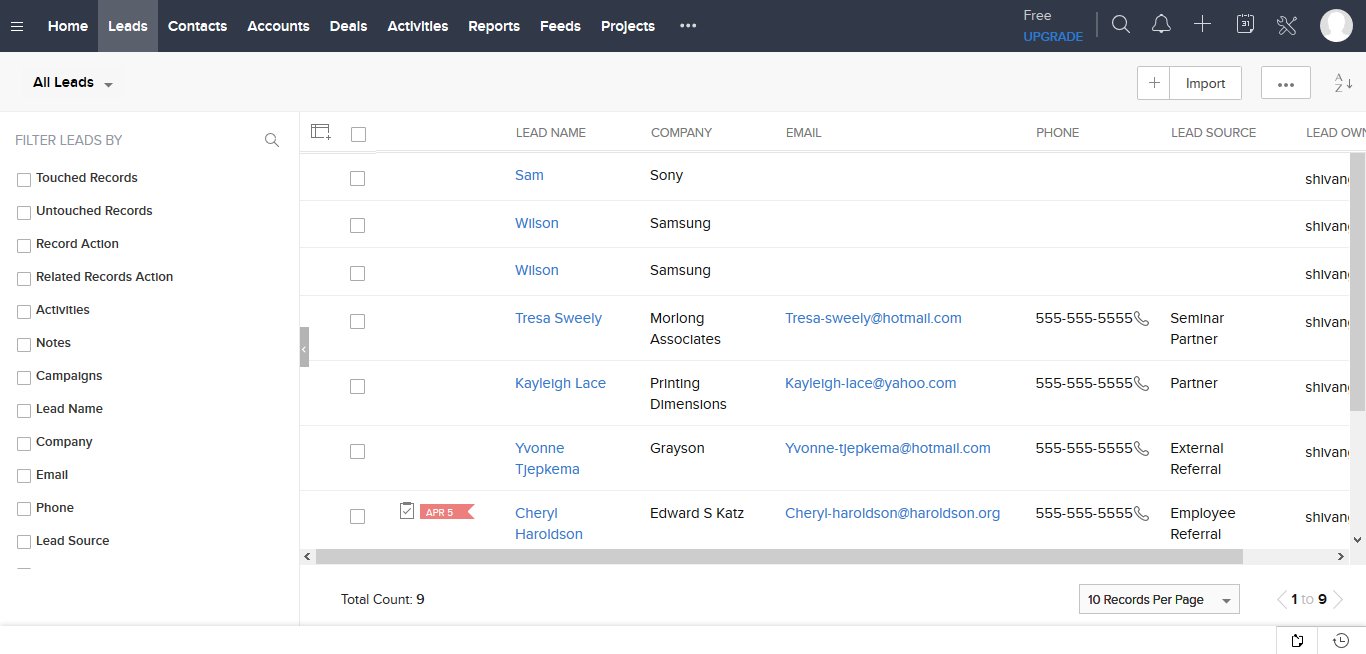 Home Leads Contacts Accounts Deals Activities Reports Feeds Projects
Free
UPGRADE
31
All Leads
Import
A
Z
FILTER LEADS BY
Touched Records
Untouched Records
Record Action
Related Records Action
Activities
Notes
Campaigns
Lead Name
Company
Email
Phone
Lead Source
LEAD NAME COMPANY EMAIL PHONE LEAD SOURCE LEAD OWN
Sam Sony shivan
Wilson Samsung shivan
Wilson Samsung shivan
Tresa Sweely Morlong Tresa-sweely@hotmail.com 555-555-5555 Seminar shivan
Associates Partner
Kayleigh Lace Printing Kayleigh-lace@yahoo.com 555-555-5555 Partner shivan
Dimensions
Yvonne Grayson Yvonne-tjepkema@hotmail.com 555-555-5555 External shivan
Tjepkema Referral
APR 5 Cheryl Edward S Katz Cheryl-haroldson@haroldson.org 555-555-5555 Employee shivan
Haroldson Referral
Total Count: 9
10 Records Per Page
1 to 9